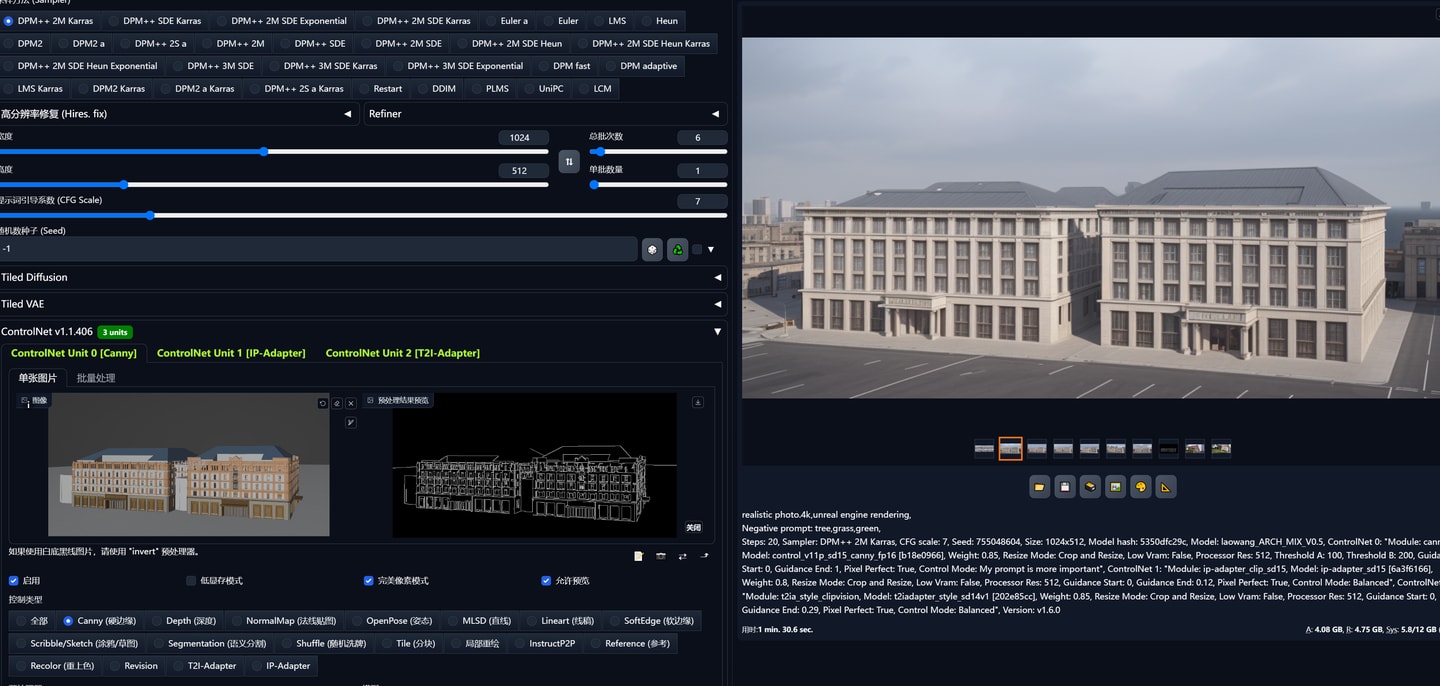 DPM++ 2M Karras DPM++ SDE Karras DPM++ 2M SDE Exponential DPM++ 2M SDE Karras Euler a Euler LMS Heun
DPM2 DPM2 a DPM++ 2S a DPM++ 2M DPM++ SDE DPM++ 2M SDE DPM++ 2M SDE Heun DPM++ 2M SDE Heun Karras
DPM++ 2M SDE Heun Exponential DPM++ 3M SDE DPM++ 3M SDE Karras DPM++ 3M SDE Exponential DPM fast DPM adaptive
LMS Karras DPM2 Karras DPM2 a Karras DPM++ 2S a Karras Restart DDIM PLMS UniPC LCM
高分辨率修复 (Hires. fix) Refiner
宽度 1024 总批次数 6
高度 512 单批数量 1
提示词引导系数 (CFG Scale) 7
随机数种子 (Seed)
-1
Tiled Diffusion
Tiled VAE
ControlNet v1.1.406 3 units
ControlNet Unit 0 [Canny] ControlNet Unit 1 [IP-Adapter] ControlNet Unit 2 [T2I-Adapter]
单张图片 批量处理
图像 预处理结果预览
关闭
如果使用白底黑线图片，请使用 "invert" 预处理器。
启用 低显存模式 完美像素模式 允许预览
控制类型
全部 Canny (硬边缘) Depth (深度) NormalMap (法线贴图) OpenPose (姿态) MLSD (直线) Lineart (线稿) SoftEdge (软边缘)
Scribble/Sketch (涂鸦/草图) Segmentation (语义分割) Shuffle (随机洗牌) Tile (分块) 局部重绘 InstructP2P Reference (参考)
Recolor (重上色) Revision T2I-Adapter IP-Adapter
realistic photo.4k,unreal engine rendering,
Negative prompt: tree,grass,green,
Steps: 20, Sampler: DPM++ 2M Karras, CFG scale: 7, Seed: 755048604, Size: 1024x512, Model hash: 5350dfc29c, Model: laowang_ARCH_MIX_V0.5, ControlNet 0: "Module: cann
Model: control_v11p_sd15_canny_fp16 [b18e0966], Weight: 0.85, Resize Mode: Crop and Resize, Low Vram: False, Processor Res: 512, Threshold A: 100, Threshold B: 200, Guida
Start: 0, Guidance End: 1, Pixel Perfect: True, Control Mode: My prompt is more important", ControlNet 1: "Module: ip-adapter_clip_sd15, Model: ip-adapter_sd15 [6a3f6166],
Weight: 0.8, Resize Mode: Crop and Resize, Low Vram: False, Processor Res: 512, Guidance Start: 0, Guidance End: 0.12, Pixel Perfect: True, Control Mode: Balanced", ControlNet
"Module: t2ia_style_clipvision, Model: t2iadapter_style_sd14v1 [202e85cc], Weight: 0.85, Resize Mode: Crop and Resize, Low Vram: False, Processor Res: 512, Guidance Start: 0,
Guidance End: 0.29, Pixel Perfect: True, Control Mode: Balanced", Version: v1.6.0
用时:1 min. 30.6 sec. A: 4.08 GB, R: 4.75 GB, Sys: 5.8/12 GB